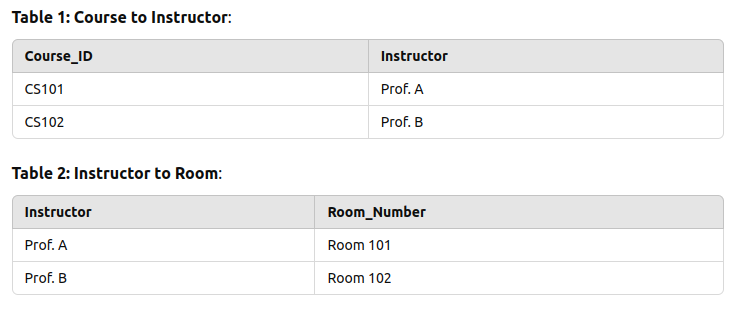 Table 1: Course to Instructor:
Course_ID Instructor
CS101 Prof. A
CS102 Prof. B
Table 2: Instructor to Room:
Instructor Room_Number
Prof. A Room 101
Prof. B Room 102